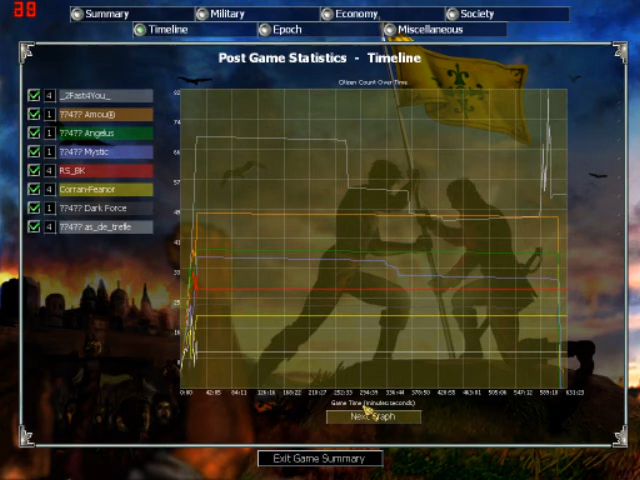 38
Summary
Military
Economy
Society
Timeline
Epoch
Miscellaneous
Post Game Statistics - Timeline
Citizen Count Over Time
4 _2Fast4You_
1 ??4?? Amou®
1 ??4?? Angelus
1 ??4?? Mystic
4 RS_BK
4 Corran-Feanor
1 ??4?? Dark Force
4 ??4?? as_de_trefle
Game Time (minutes:seconds)
Next Graph
Exit Game Summary